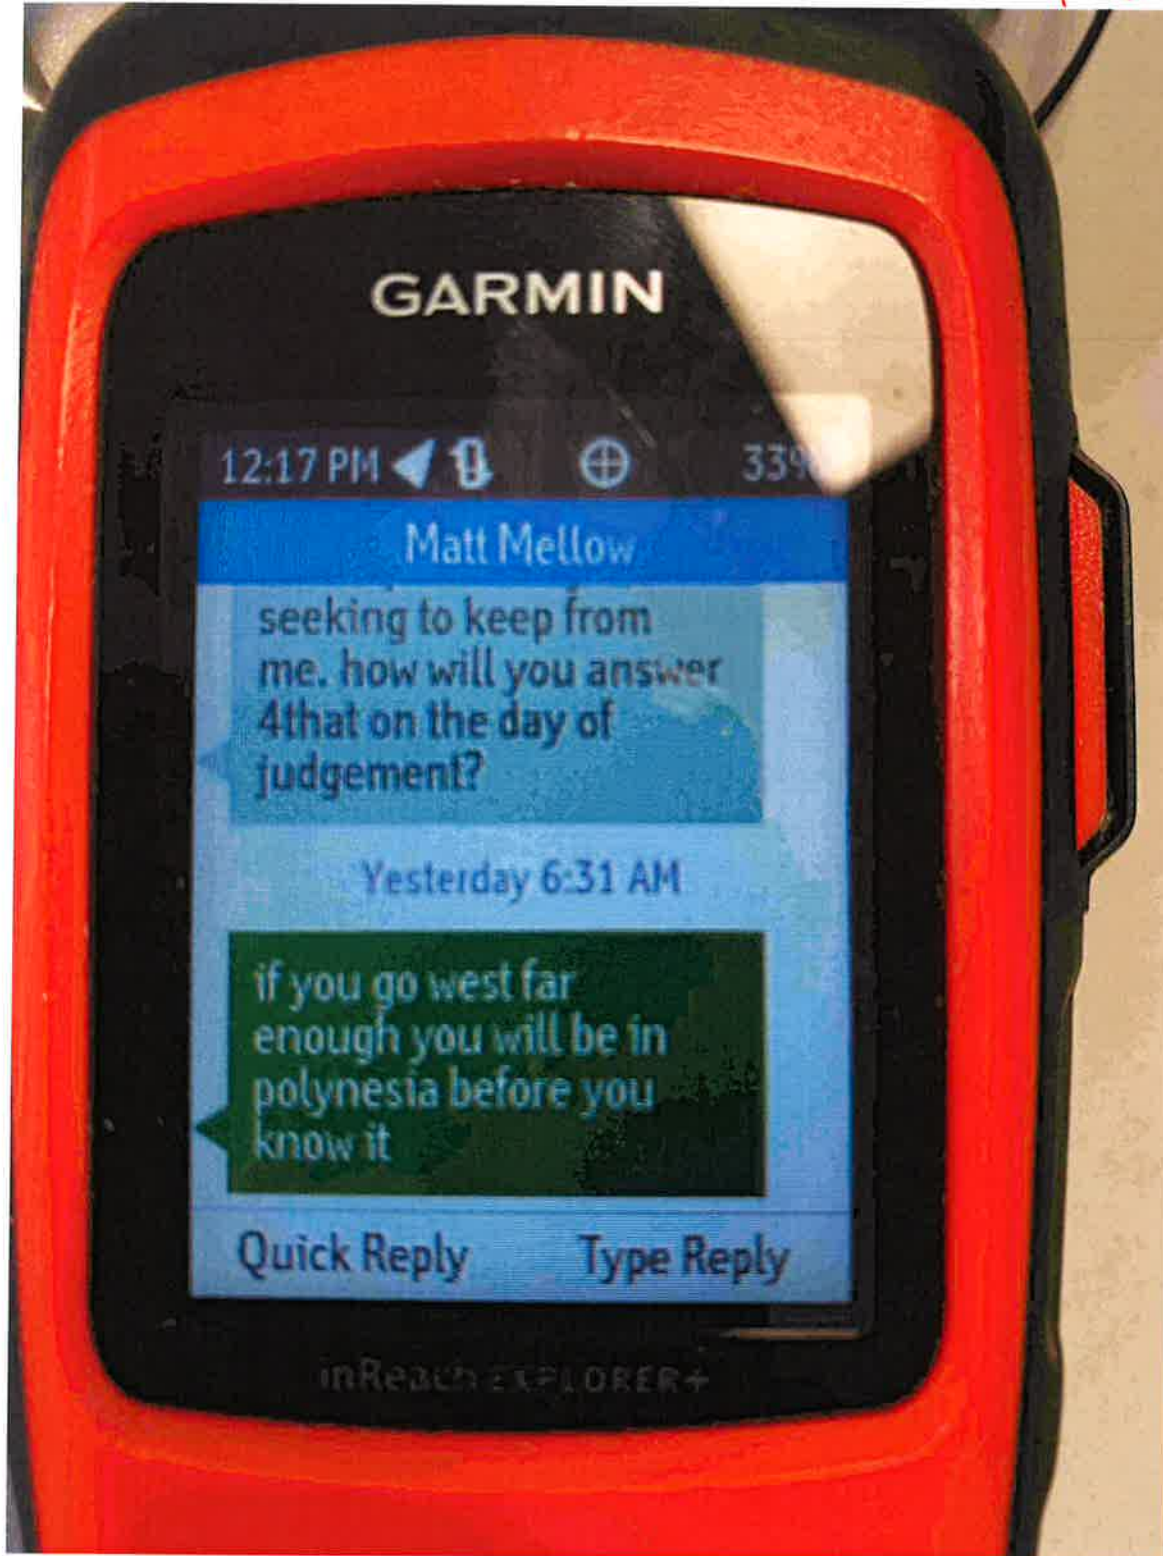 GARMIN
12:17 PM
Matt Mellow
seeking to keep from
me. how will you answer
4that on the day of
judgement?
Yesterday 6:31 AM
if you go west far
enough you will be in
polynesia before you
know it
Quick Reply Type Reply
inReach EXPLORER+